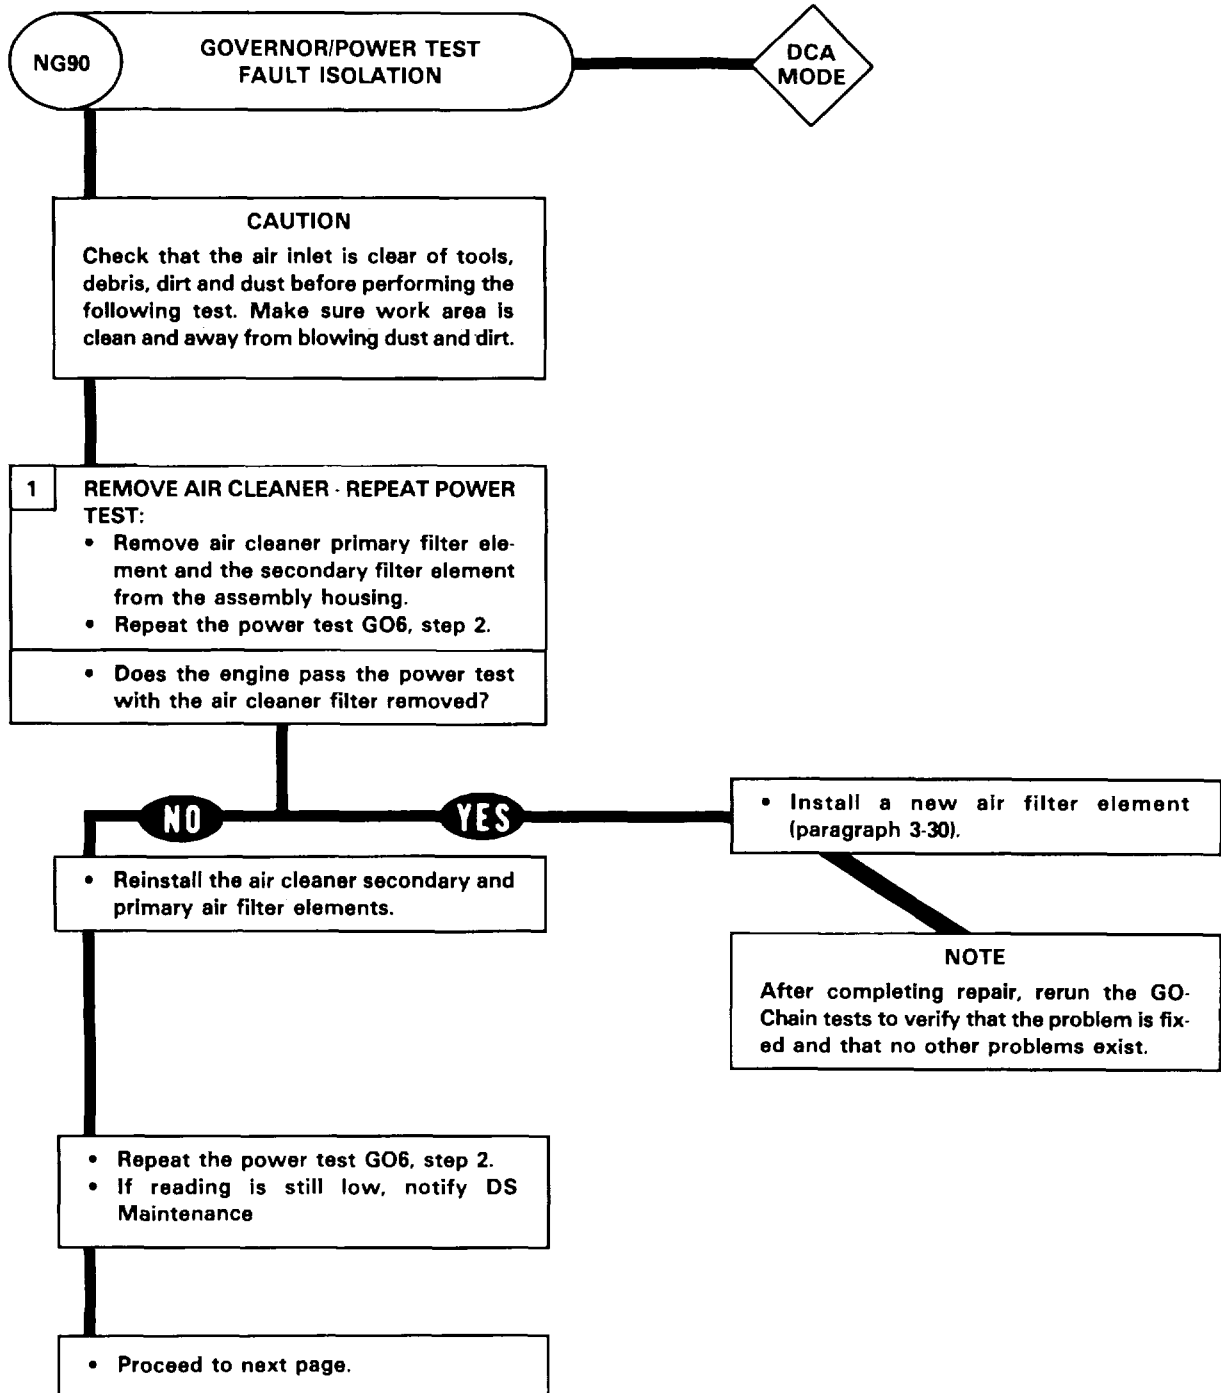 NG90
GOVERNOR/POWER TEST
FAULT ISOLATION
DCA
MODE
CAUTION
Check that the air inlet is clear of tools,
debris, dirt and dust before performing the
following test. Make sure work area is
clean and away from blowing dust and dirt.
1
REMOVE AIR CLEANER - REPEAT POWER
TEST:
• Remove air cleaner primary filter ele-
ment and the secondary filter element
from the assembly housing.
• Repeat the power test GO6, step 2.
• Does the engine pass the power test
with the air cleaner filter removed?
NO
YES
• Install a new air filter element
(paragraph 3-30).
• Reinstall the air cleaner secondary and
primary air filter elements.
NOTE
After completing repair, rerun the GO-
Chain tests to verify that the problem is fix-
ed and that no other problems exist.
• Repeat the power test GO6, step 2.
• If reading is still low, notify DS
Maintenance
• Proceed to next page.